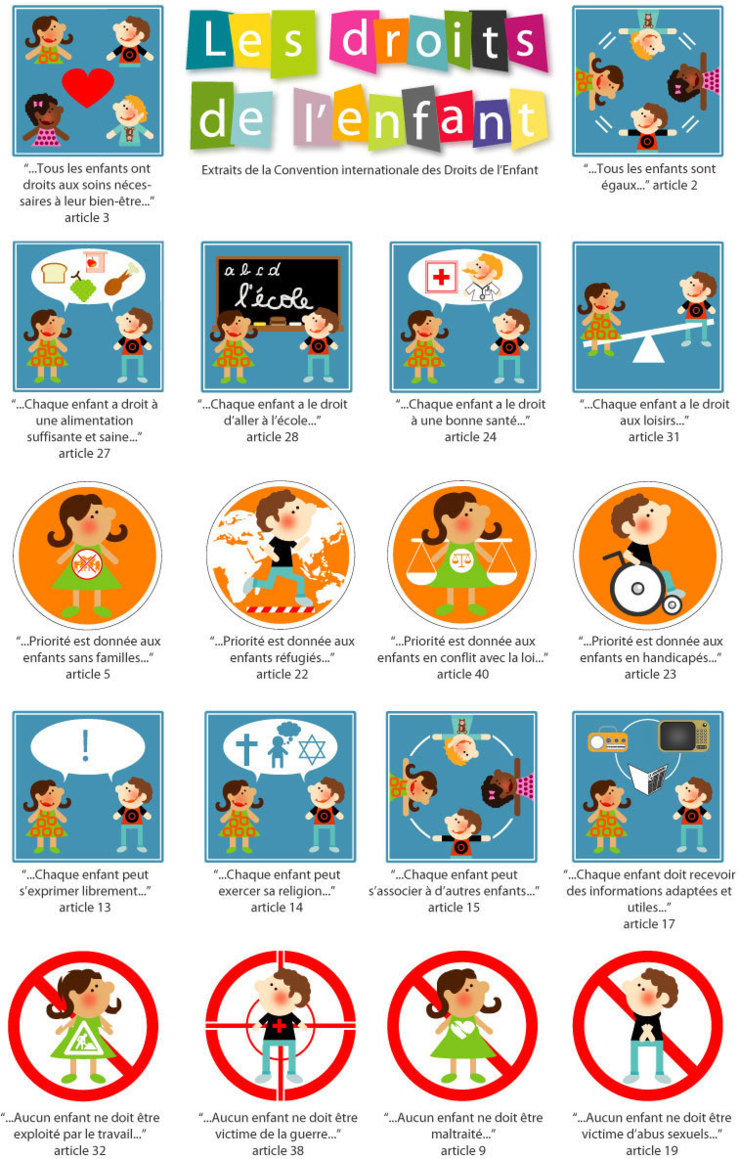 Les droits
de l'enfant
Extraits de la Convention internationale des Droits de l'Enfant
“...Tous les enfants ont
droits aux soins néces-
saires à leur bien-être...”
article 3
“...Tous les enfants sont
égaux...” article 2
“...Chaque enfant a droit à
une alimentation
suffisante et saine...”
article 27
a b c d
l'école
“...Chaque enfant a le droit
d'aller à l'école...”
article 28
“...Chaque enfant a le droit
à une bonne santé...”
article 24
“...Chaque enfant a le droit
aux loisirs...”
article 31
“...Priorité est donnée aux
enfants sans familles...”
article 5
“...Priorité est donnée aux
enfants réfugiés...”
article 22
“...Priorité est donnée aux
enfants en conflit avec la loi...”
article 40
“...Priorité est donnée aux
enfants en handicapés...”
article 23
!
“...Chaque enfant peut
s'exprimer librement...”
article 13
“...Chaque enfant peut
exercer sa religion...”
article 14
“...Chaque enfant peut
s'associer à d'autres enfants...”
article 15
“...Chaque enfant doit recevoir
des informations adaptées et
utiles...”
article 17
“...Aucun enfant ne doit être
exploité par le travail...”
article 32
“...Aucun enfant ne doit être
victime de la guerre...”
article 38
“...Aucun enfant ne doit être
maltraité...”
article 9
“...Aucun enfant ne doit être
victime d'abus sexuels...”
article 19